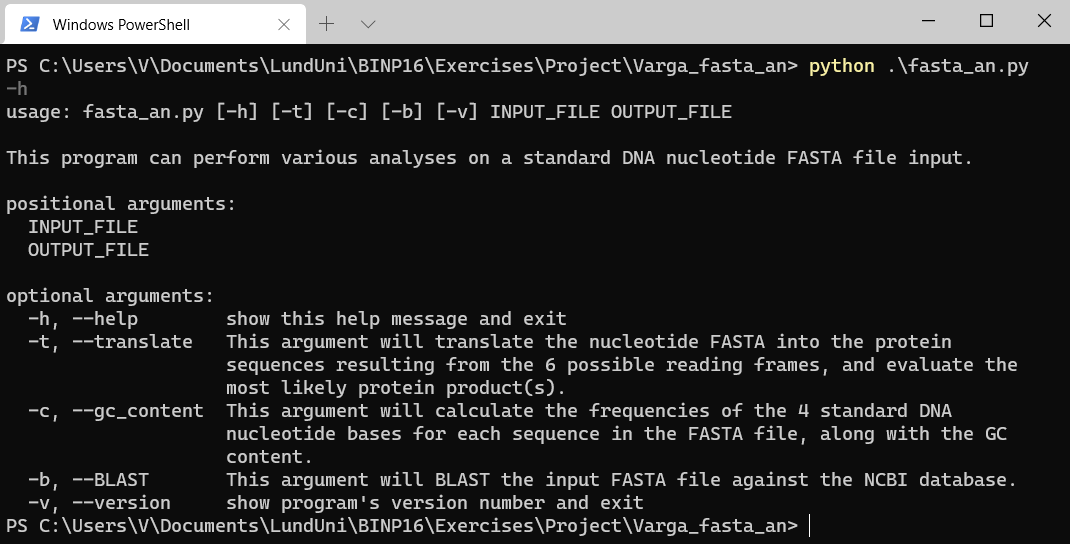 Windows PowerShell
PS C:\Users\V\Documents\LundUni\BINP16\Exercises\Project\Varga_fasta_an> python .\fasta_an.py
-h
usage: fasta_an.py [-h] [-t] [-c] [-b] [-v] INPUT_FILE OUTPUT_FILE
This program can perform various analyses on a standard DNA nucleotide FASTA file input.
positional arguments:
INPUT_FILE
OUTPUT_FILE
optional arguments:
-h, --help show this help message and exit
-t, --translate This argument will translate the nucleotide FASTA into the protein
sequences resulting from the 6 possible reading frames, and evaluate the
most likely protein product(s).
-c, --gc_content This argument will calculate the frequencies of the 4 standard DNA
nucleotide bases for each sequence in the FASTA file, along with the GC
content.
-b, --BLAST This argument will BLAST the input FASTA file against the NCBI database.
-v, --version show program's version number and exit
PS C:\Users\V\Documents\LundUni\BINP16\Exercises\Project\Varga_fasta_an>